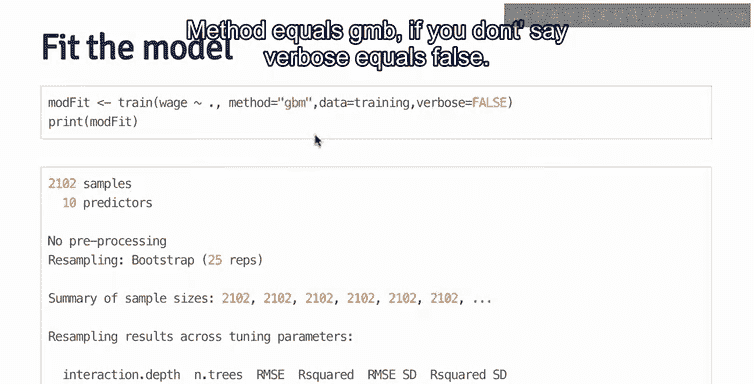 Method equals gmb, if you dont" say
verbose equals false.
Fit the model
modFit <- train(wage ~ ., method="gbm",data=training,verbose=FALSE)
print(modFit)
2102 samples
10 predictors
No pre-processing
Resampling: Bootstrap (25 reps)
Summary of sample sizes: 2102, 2102, 2102, 2102, 2102, 2102, ...
Resampling results across tuning parameters:
interaction.depth n.trees RMSE Rsquared RMSE SD Rsquared SD